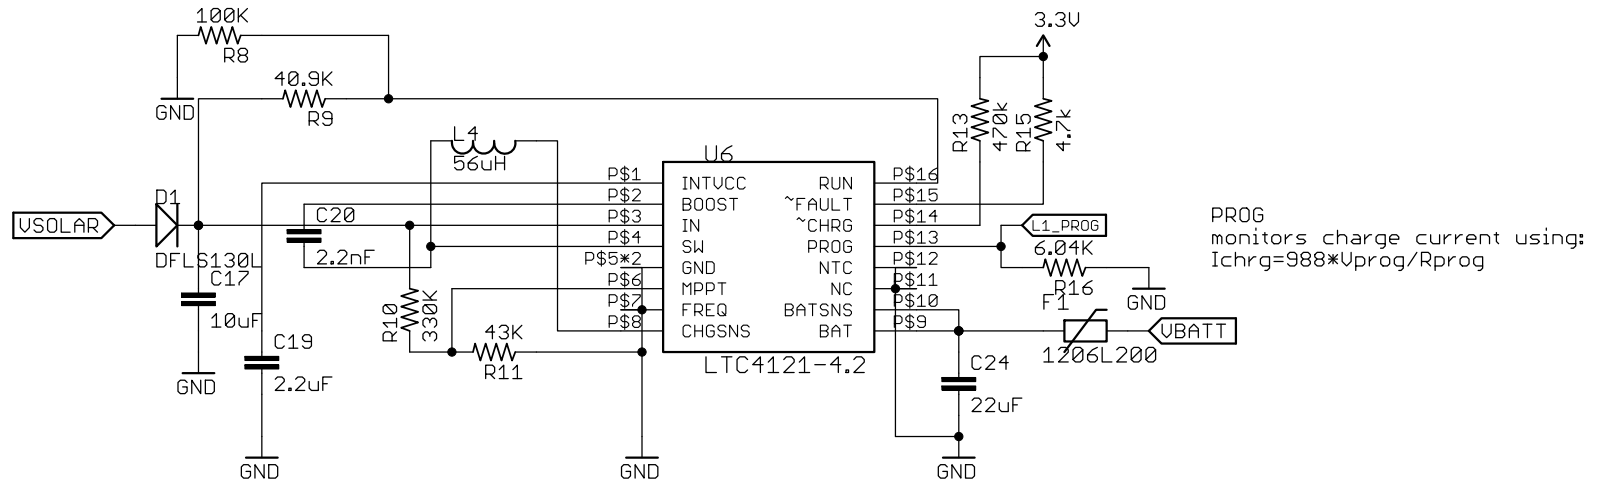 100K
R8
GND
40.9K
R9
3.3V
R13
470k
R15
4.7k
L4
56uH
U6
P$1
P$2
P$3
P$4
P$5*2
P$6
P$7
P$8
INTVCC
BOOST
IN
SW
GND
MPPT
FREQ
CHGSNS
RUN
~FAULT
~CHRG
PROG
NTC
NC
BATSNS
BAT
P$16
P$15
P$14
P$13
P$12
P$11
P$10
P$9
LTC4121-4.2
VSOLAR
D1
DFLS130L
C20
2.2nF
C17
10uF
GND
C19
2.2uF
GND
R10
330K
43K
R11
GND
L1_PROG
6.04K
R16
GND
F1
1206L200
VBATT
C24
22uF
GND
PROG
monitors charge current using:
Ichrg=988*Vprog/Rprog